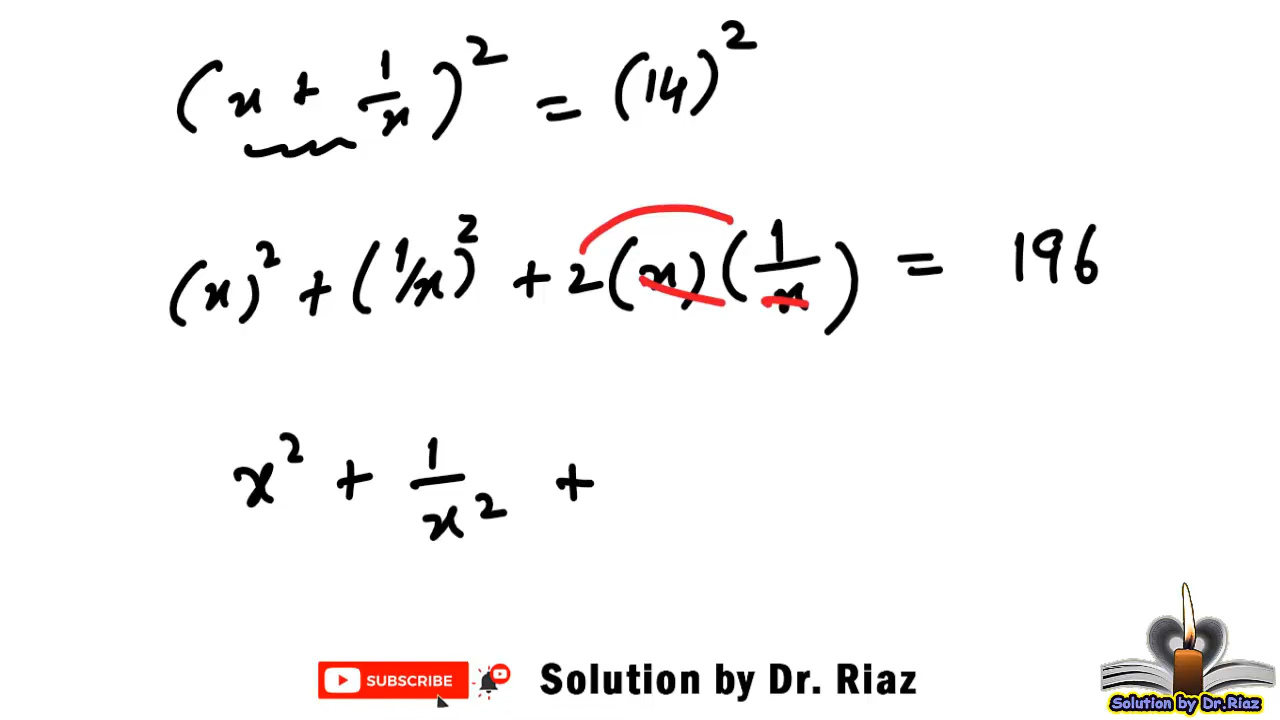 (x + 1/x)² = (14)²
(x)² + (1/x)² + 2(x)(1/x) = 196
x² + 1/x² +
SUBSCRIBE
Solution by Dr. Riaz
Solution by Dr.Riaz